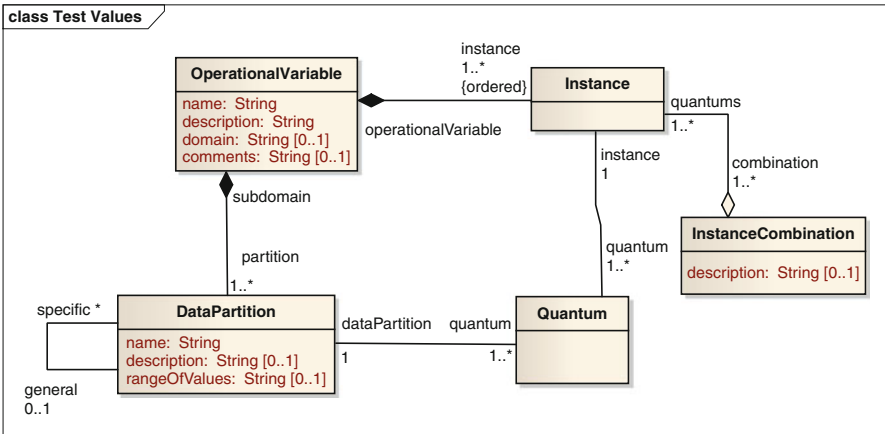 class Test Values
OperationalVariable
name: String
description: String
domain: String [0..1]
comments: String [0..1]
instance
1..*
{ordered}
operationalVariable
Instance
quantums
1..*
combination
1..*
InstanceCombination
description: String [0..1]
instance
1
quantum
1..*
subdomain
partition
1..*
specific *
general
0..1
DataPartition
name: String
description: String [0..1]
rangeOfValues: String [0..1]
dataPartition
1
quantum
1..*
Quantum